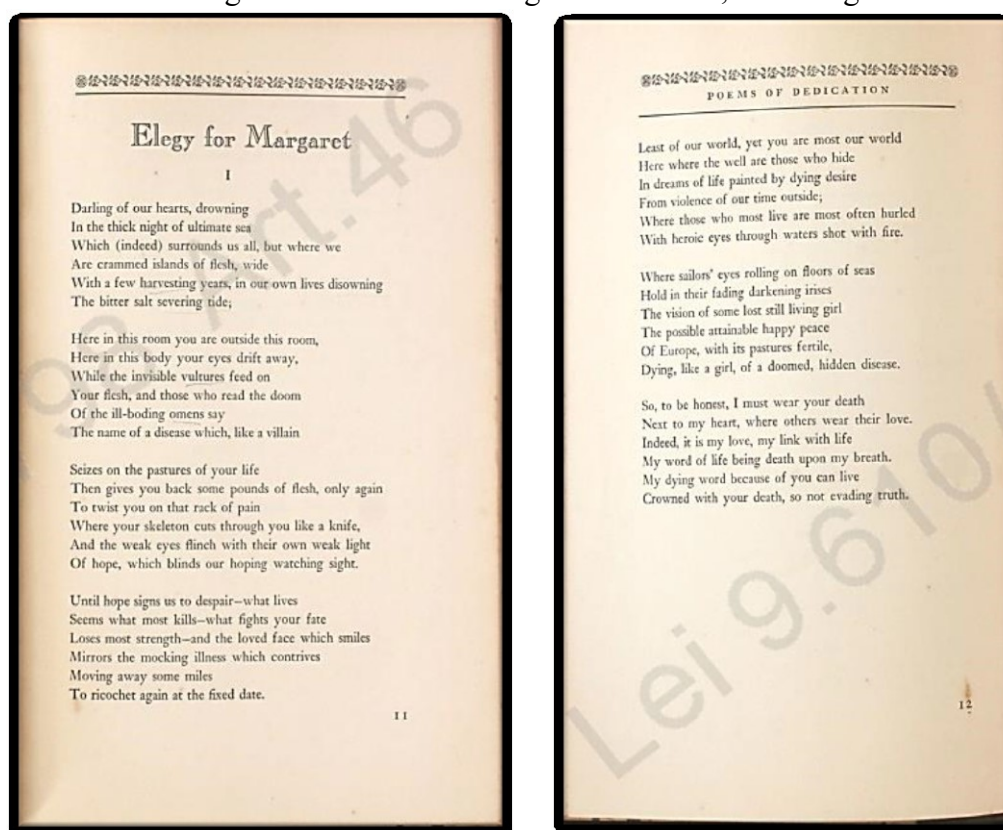 Elegy for Margaret
I
Darling of our hearts, drowning
In the thick night of ultimate sea
Which (indeed) surrounds us all, but where we
Are crammed islands of flesh, wide
With a few harvesting years, in our own lives disowning
The bitter salt severing tide;
Here in this room you are outside this room,
Here in this body your eyes drift away,
While the invisible vultures feed on
Your flesh, and those who read the doom
Of the ill-boding omens say
The name of a disease which, like a villain
Seizes on the pastures of your life
Then gives you back some pounds of flesh, only again
To twist you on that rack of pain
Where your skeleton cuts through you like a knife,
And the weak eyes flinch with their own weak light
Of hope, which blinds our hoping watching sight.
Until hope signs us to despair—what lives
Seems what most kills—what fights your fate
Loses most strength—and the loved face which smiles
Mirrors the mocking illness which contrives
Moving away some miles
To ricochet again at the fixed date.
11
POEMS OF DEDICATION
Least of our world, yet you are most our world
Here where the well are those who hide
In dreams of life painted by dying desire
From violence of our time outside;
Where those who most live are most often hurled
With heroic eyes through waters shot with fire.
Where sailors' eyes rolling on floors of seas
Hold in their fading darkening irises
The vision of some lost still living girl
The possible attainable happy peace
Of Europe, with its pastures fertile,
Dying, like a girl, of a doomed, hidden disease.
So, to be honest, I must wear your death
Next to my heart, where others wear their love.
Indeed, it is my love, my link with life
My word of life being death upon my breath.
My dying word because of you can live
Crowned with your death, so not evading truth.
12
98 Art.46
Lei 9.610/